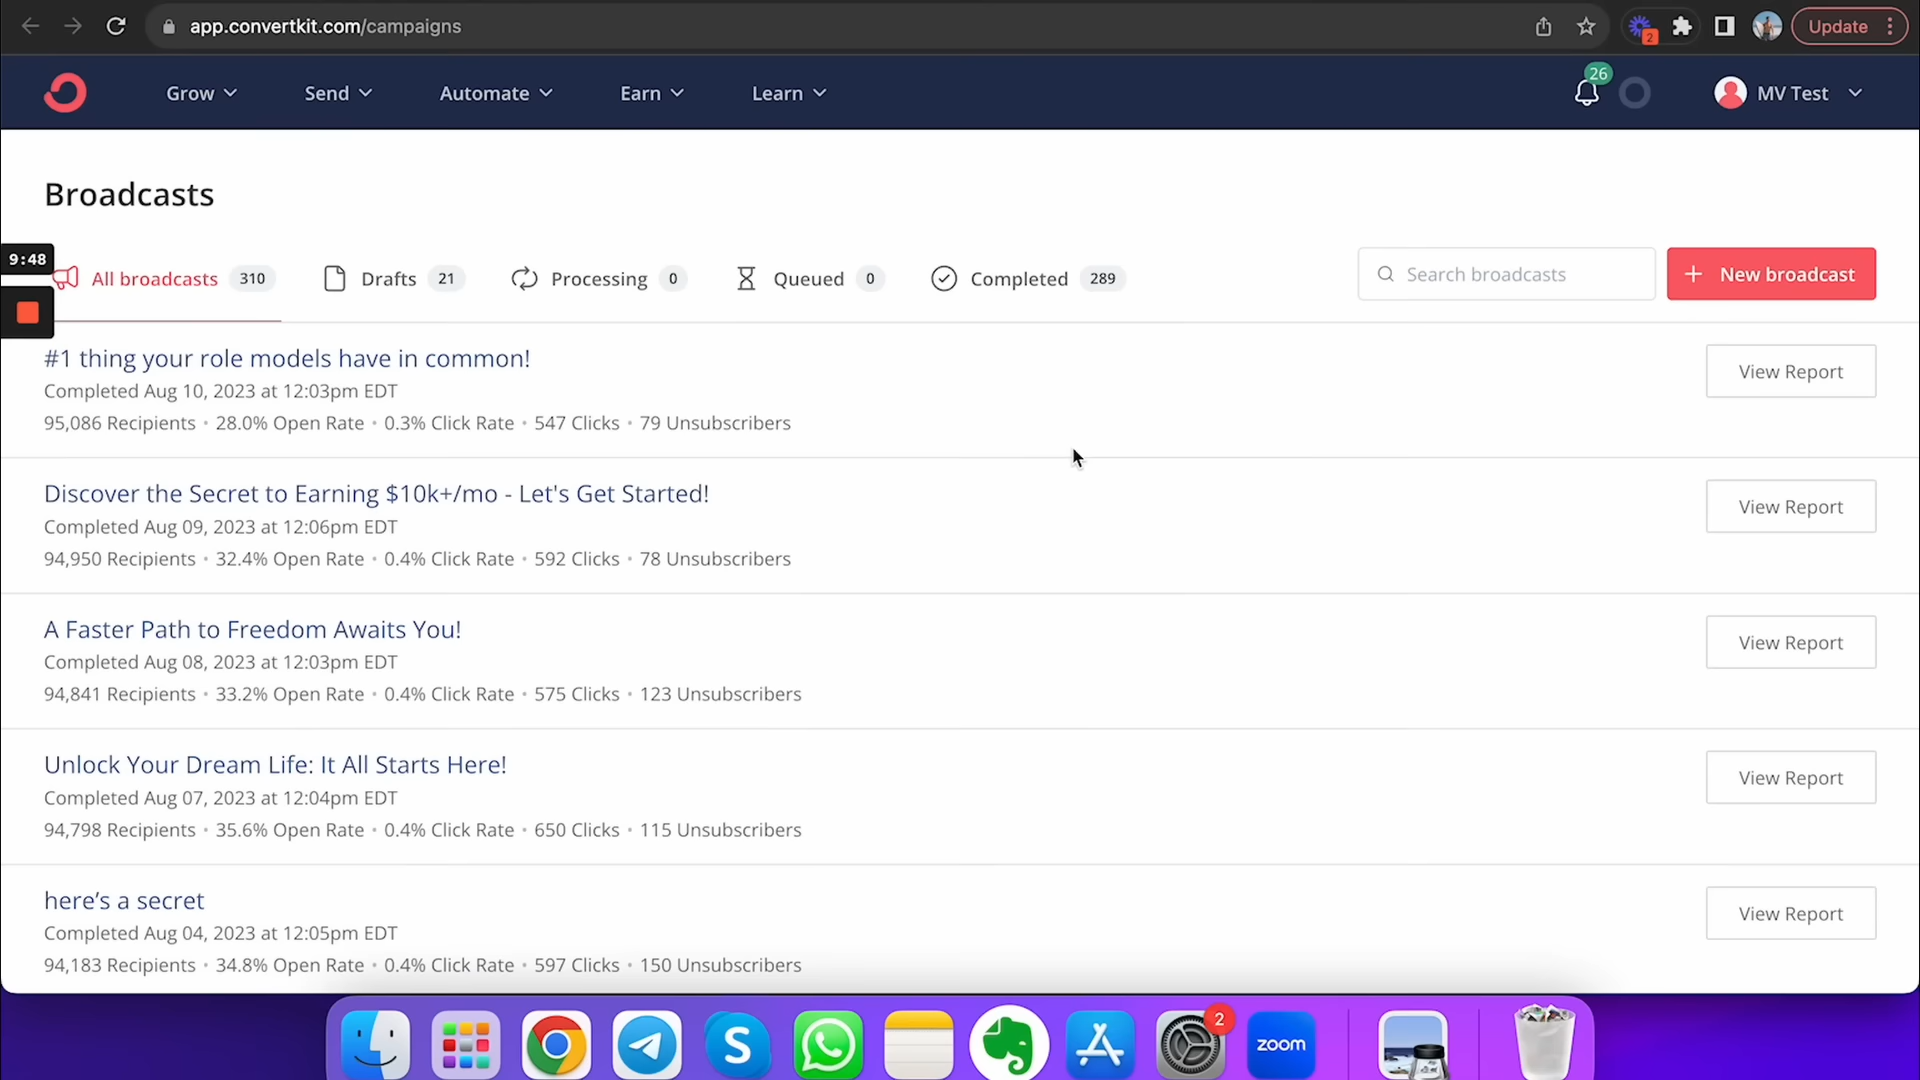 app.convertkit.com/campaigns
2
Update
Grow
Send
Automate
Earn
Learn
26
MV Test
Broadcasts
9:48
All broadcasts 310
Drafts 21
Processing 0
Queued 0
Completed 289
Search broadcasts
+ New broadcast
#1 thing your role models have in common!
Completed Aug 10, 2023 at 12:03pm EDT
95,086 Recipients • 28.0% Open Rate • 0.3% Click Rate • 547 Clicks • 79 Unsubscribers
View Report
Discover the Secret to Earning $10k+/mo - Let's Get Started!
Completed Aug 09, 2023 at 12:06pm EDT
94,950 Recipients • 32.4% Open Rate • 0.4% Click Rate • 592 Clicks • 78 Unsubscribers
View Report
A Faster Path to Freedom Awaits You!
Completed Aug 08, 2023 at 12:03pm EDT
94,841 Recipients • 33.2% Open Rate • 0.4% Click Rate • 575 Clicks • 123 Unsubscribers
View Report
Unlock Your Dream Life: It All Starts Here!
Completed Aug 07, 2023 at 12:04pm EDT
94,798 Recipients • 35.6% Open Rate • 0.4% Click Rate • 650 Clicks • 115 Unsubscribers
View Report
here’s a secret
Completed Aug 04, 2023 at 12:05pm EDT
94,183 Recipients • 34.8% Open Rate • 0.4% Click Rate • 597 Clicks • 150 Unsubscribers
View Report
2
zoom